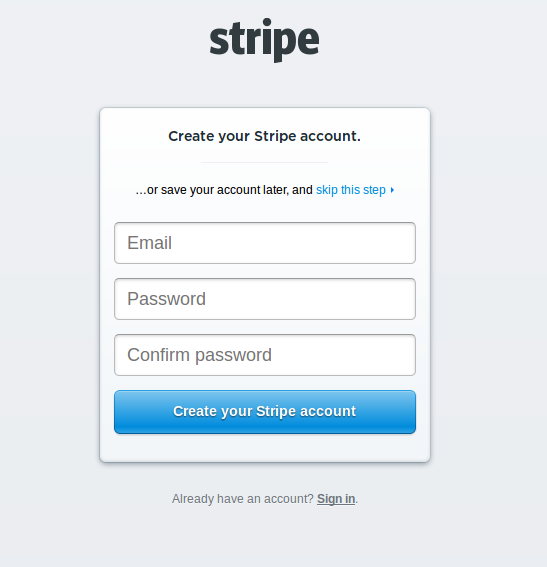 stripe
Create your Stripe account.
...or save your account later, and skip this step
Email
Password
Confirm password
Create your Stripe account
Already have an account? Sign in.